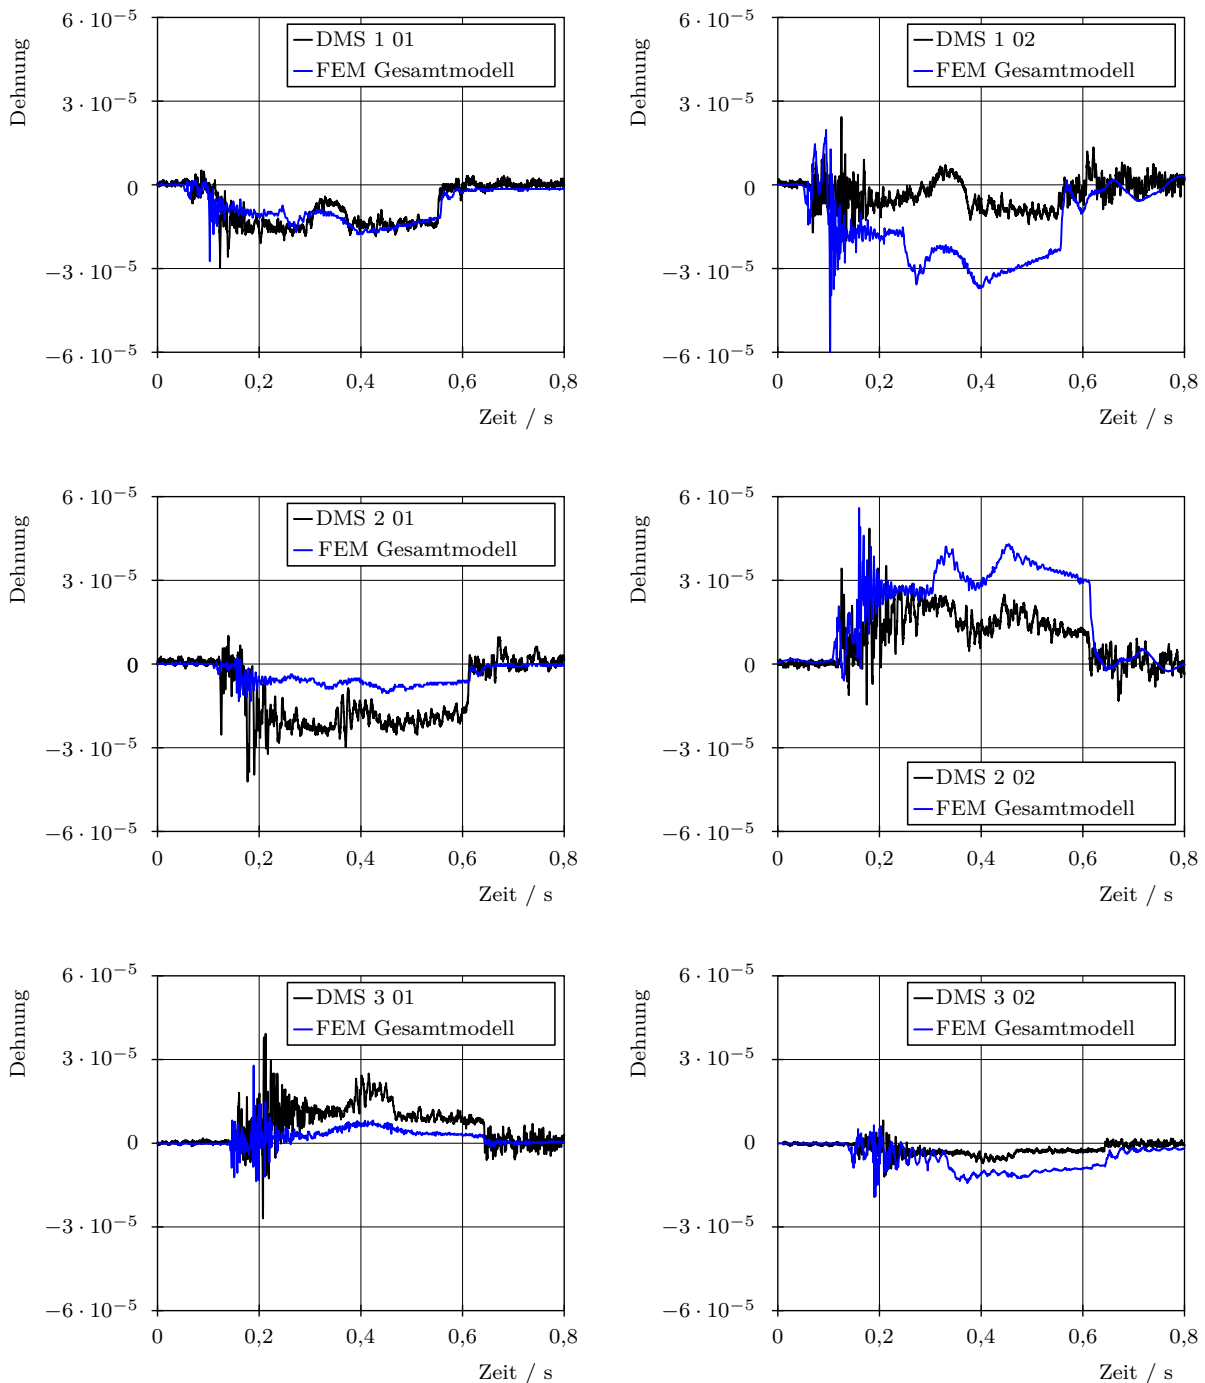 6 · 10⁻⁵
3 · 10⁻⁵
0
−3 · 10⁻⁵
−6 · 10⁻⁵
Dehnung
DMS 1 01
FEM Gesamtmodell
0 0,2 0,4 0,6 0,8
Zeit / s
6 · 10⁻⁵
3 · 10⁻⁵
0
−3 · 10⁻⁵
−6 · 10⁻⁵
Dehnung
DMS 1 02
FEM Gesamtmodell
0 0,2 0,4 0,6 0,8
Zeit / s
6 · 10⁻⁵
3 · 10⁻⁵
0
−3 · 10⁻⁵
−6 · 10⁻⁵
Dehnung
DMS 2 01
FEM Gesamtmodell
0 0,2 0,4 0,6 0,8
Zeit / s
6 · 10⁻⁵
3 · 10⁻⁵
0
−3 · 10⁻⁵
−6 · 10⁻⁵
Dehnung
DMS 2 02
FEM Gesamtmodell
0 0,2 0,4 0,6 0,8
Zeit / s
6 · 10⁻⁵
3 · 10⁻⁵
0
−3 · 10⁻⁵
−6 · 10⁻⁵
Dehnung
DMS 3 01
FEM Gesamtmodell
0 0,2 0,4 0,6 0,8
Zeit / s
6 · 10⁻⁵
3 · 10⁻⁵
0
−3 · 10⁻⁵
−6 · 10⁻⁵
Dehnung
DMS 3 02
FEM Gesamtmodell
0 0,2 0,4 0,6 0,8
Zeit / s